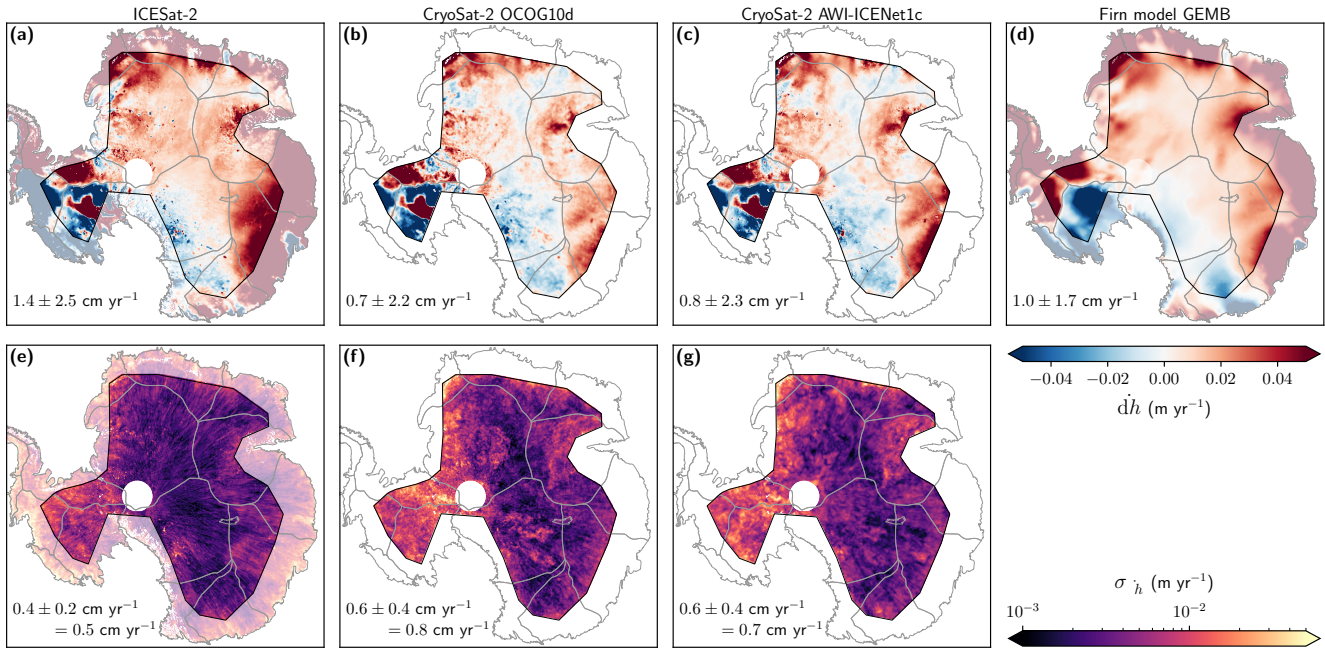 ICESat-2
CryoSat-2 OCOG10d
CryoSat-2 AWI-ICENet1c
Firn model GEMB
(a)
(b)
(c)
(d)
1.4 ± 2.5 cm yr⁻¹
0.7 ± 2.2 cm yr⁻¹
0.8 ± 2.3 cm yr⁻¹
1.0 ± 1.7 cm yr⁻¹
(e)
(f)
(g)
−0.04 −0.02 0.00 0.02 0.04
dḣ (m yr⁻¹)
0.4 ± 0.2 cm yr⁻¹
= 0.5 cm yr⁻¹
0.6 ± 0.4 cm yr⁻¹
= 0.8 cm yr⁻¹
0.6 ± 0.4 cm yr⁻¹
= 0.7 cm yr⁻¹
σ ḣ (m yr⁻¹)
10⁻³ 10⁻²